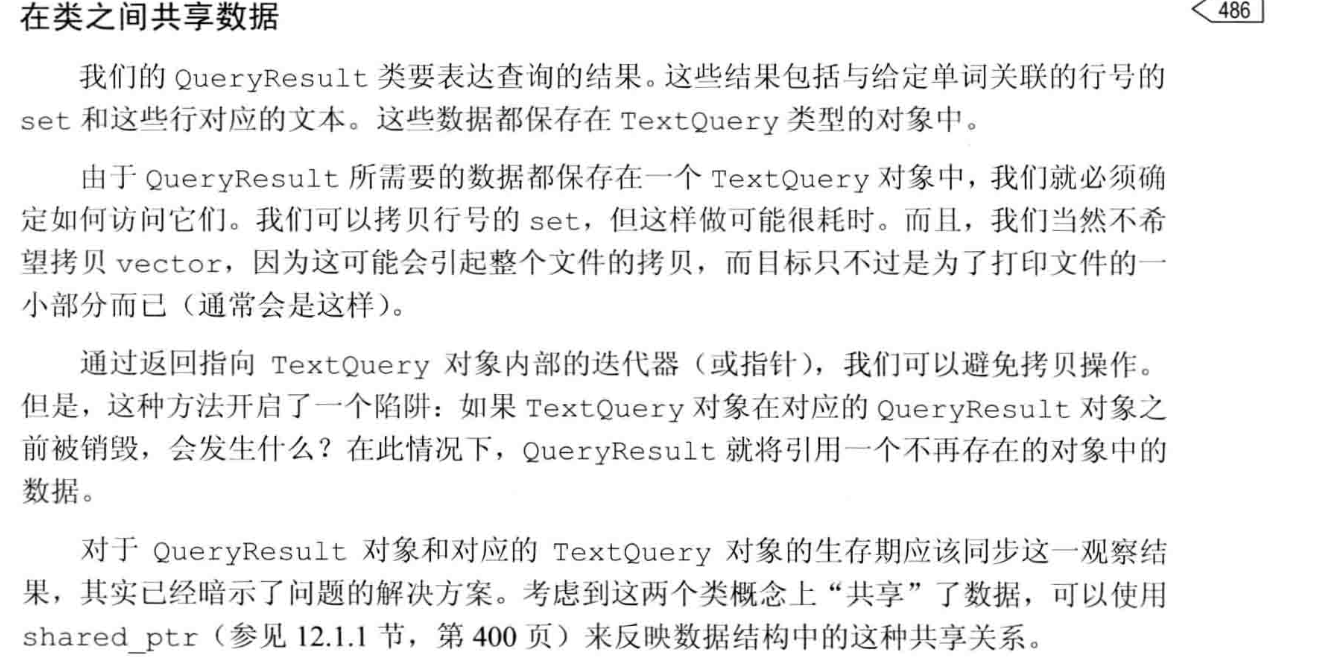 在类之间共享数据
486
我们的 QueryResult 类要表达查询的结果。这些结果包括与给定单词关联的行号的
set 和这些行对应的文本。这些数据都保存在 TextQuery 类型的对象中。
由于 QueryResult 所需要的数据都保存在一个 TextQuery 对象中，我们就必须确
定如何访问它们。我们可以拷贝行号的 set，但这样做可能很耗时。而且，我们当然不希
望拷贝 vector，因为这可能会引起整个文件的拷贝，而目标只不过是为了打印文件的一
小部分而已（通常会是这样）。
通过返回指向 TextQuery 对象内部的迭代器（或指针），我们可以避免拷贝操作。
但是，这种方法开启了一个陷阱：如果 TextQuery 对象在对应的 QueryResult 对象之
前被销毁，会发生什么？在此情况下，QueryResult 就将引用一个不再存在的对象中的
数据。
对于 QueryResult 对象和对应的 TextQuery 对象的生存期应该同步这一观察结
果，其实已经暗示了问题的解决方案。考虑到这两个类概念上“共享”了数据，可以使用
shared_ptr（参见 12.1.1 节，第 400 页）来反映数据结构中的这种共享关系。